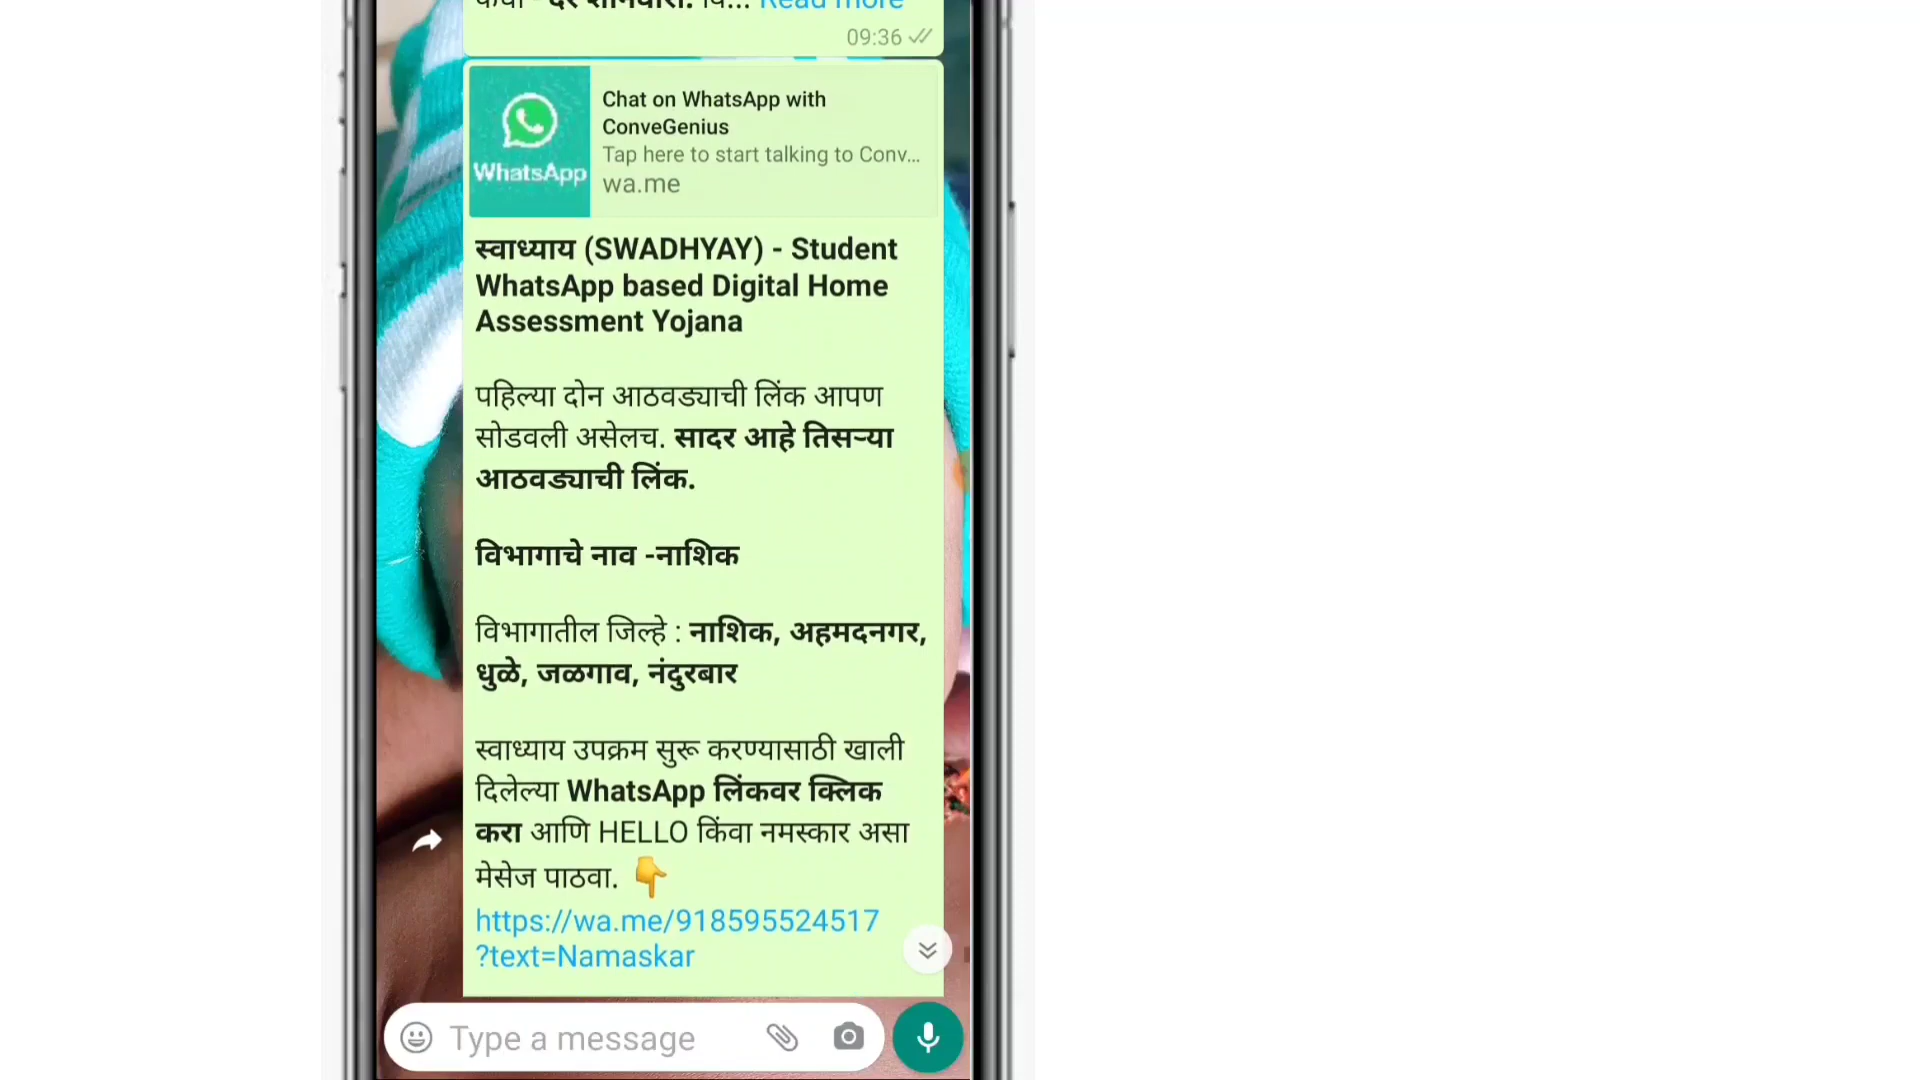 Read more
09:36
WhatsApp
Chat on WhatsApp with
ConveGenius
Tap here to start talking to Conv...
wa.me
स्वाध्याय (SWADHYAY) - Student
WhatsApp based Digital Home
Assessment Yojana
पहिल्या दोन आठवड्याची लिंक आपण
सोडवली असेलच. सादर आहे तिसऱ्या
आठवड्याची लिंक.
विभागाचे नाव -नाशिक
विभागातील जिल्हे : नाशिक, अहमदनगर,
धुळे, जळगाव, नंदुरबार
स्वाध्याय उपक्रम सुरू करण्यासाठी खाली
दिलेल्या WhatsApp लिंकवर क्लिक
करा आणि HELLO किंवा नमस्कार असा
मेसेज पाठवा. 👇
https://wa.me/918595524517
?text=Namaskar
Type a message